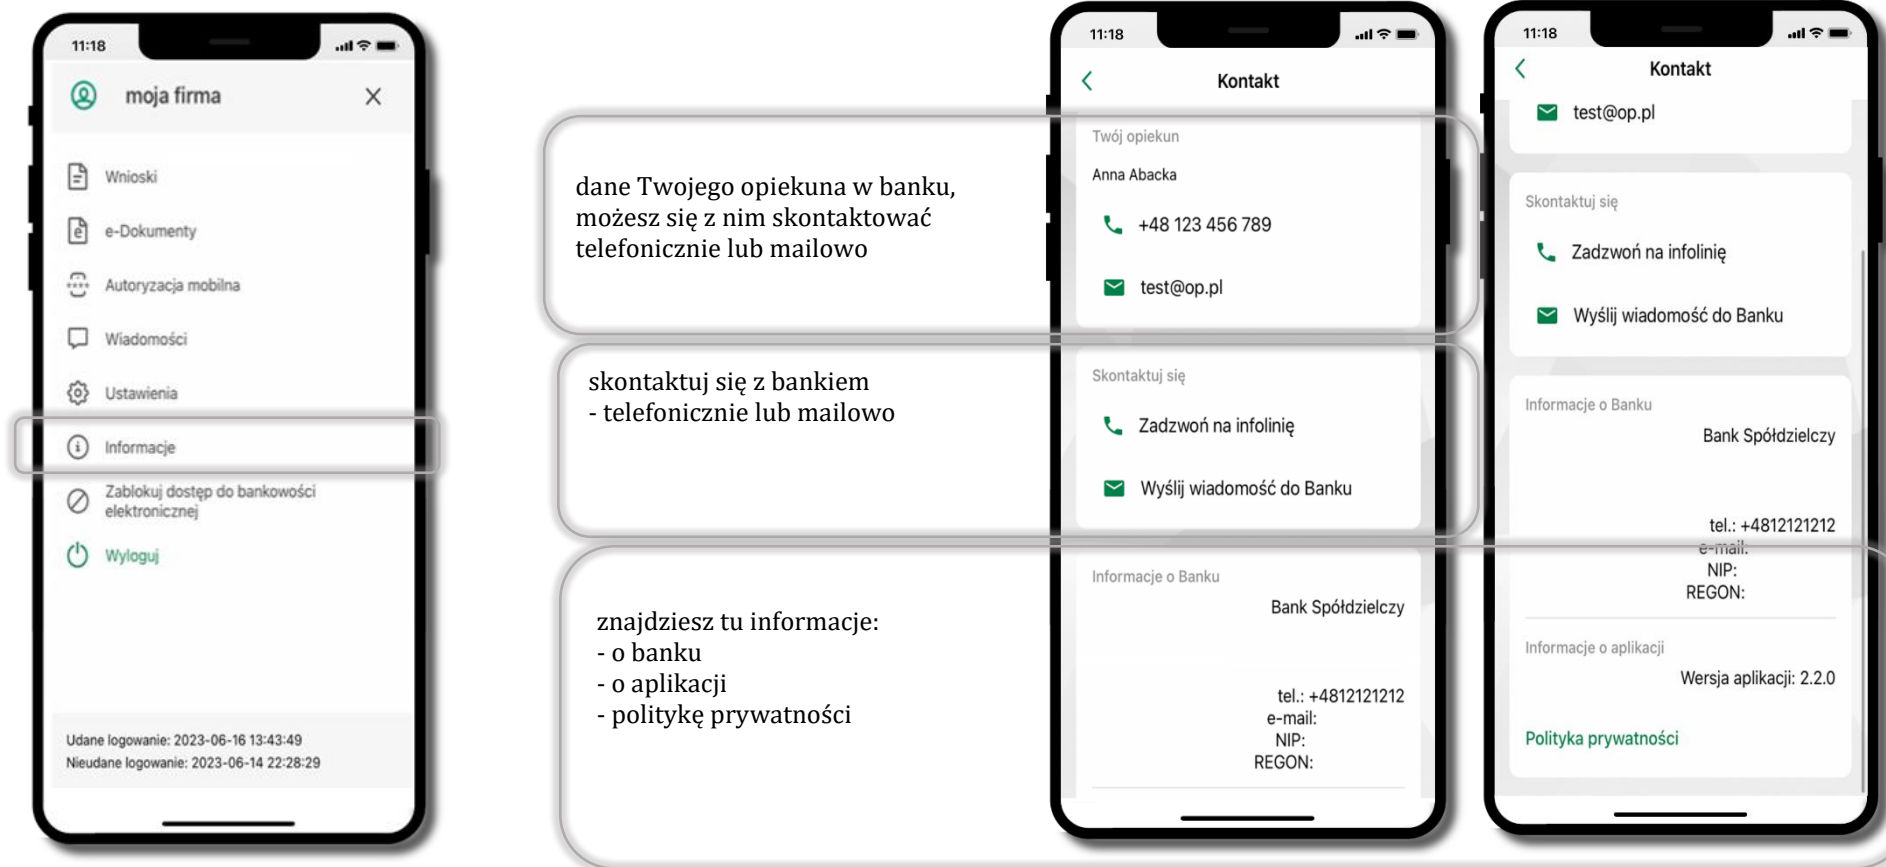 11:18
moja firma
Wnioski
e-Dokumenty
Autoryzacja mobilna
Wiadomości
Ustawienia
Informacje
Zablokuj dostęp do bankowości
elektronicznej
Wyloguj
Udane logowanie: 2023-06-16 13:43:49
Nieudane logowanie: 2023-06-14 22:28:29
dane Twojego opiekuna w banku,
możesz się z nim skontaktować
telefonicznie lub mailowo
skontaktuj się z bankiem
- telefonicznie lub mailowo
znajdziesz tu informacje:
- o banku
- o aplikacji
- politykę prywatności
11:18
Kontakt
Twój opiekun
Anna Abacka
+48 123 456 789
test@op.pl
Skontaktuj się
Zadzwoń na infolinię
Wyślij wiadomość do Banku
Informacje o Banku
Bank Spółdzielczy
tel.: +4812121212
e-mail:
NIP:
REGON:
11:18
Kontakt
test@op.pl
Skontaktuj się
Zadzwoń na infolinię
Wyślij wiadomość do Banku
Informacje o Banku
Bank Spółdzielczy
tel.: +4812121212
e-mail:
NIP:
REGON:
Informacje o aplikacji
Wersja aplikacji: 2.2.0
Polityka prywatności